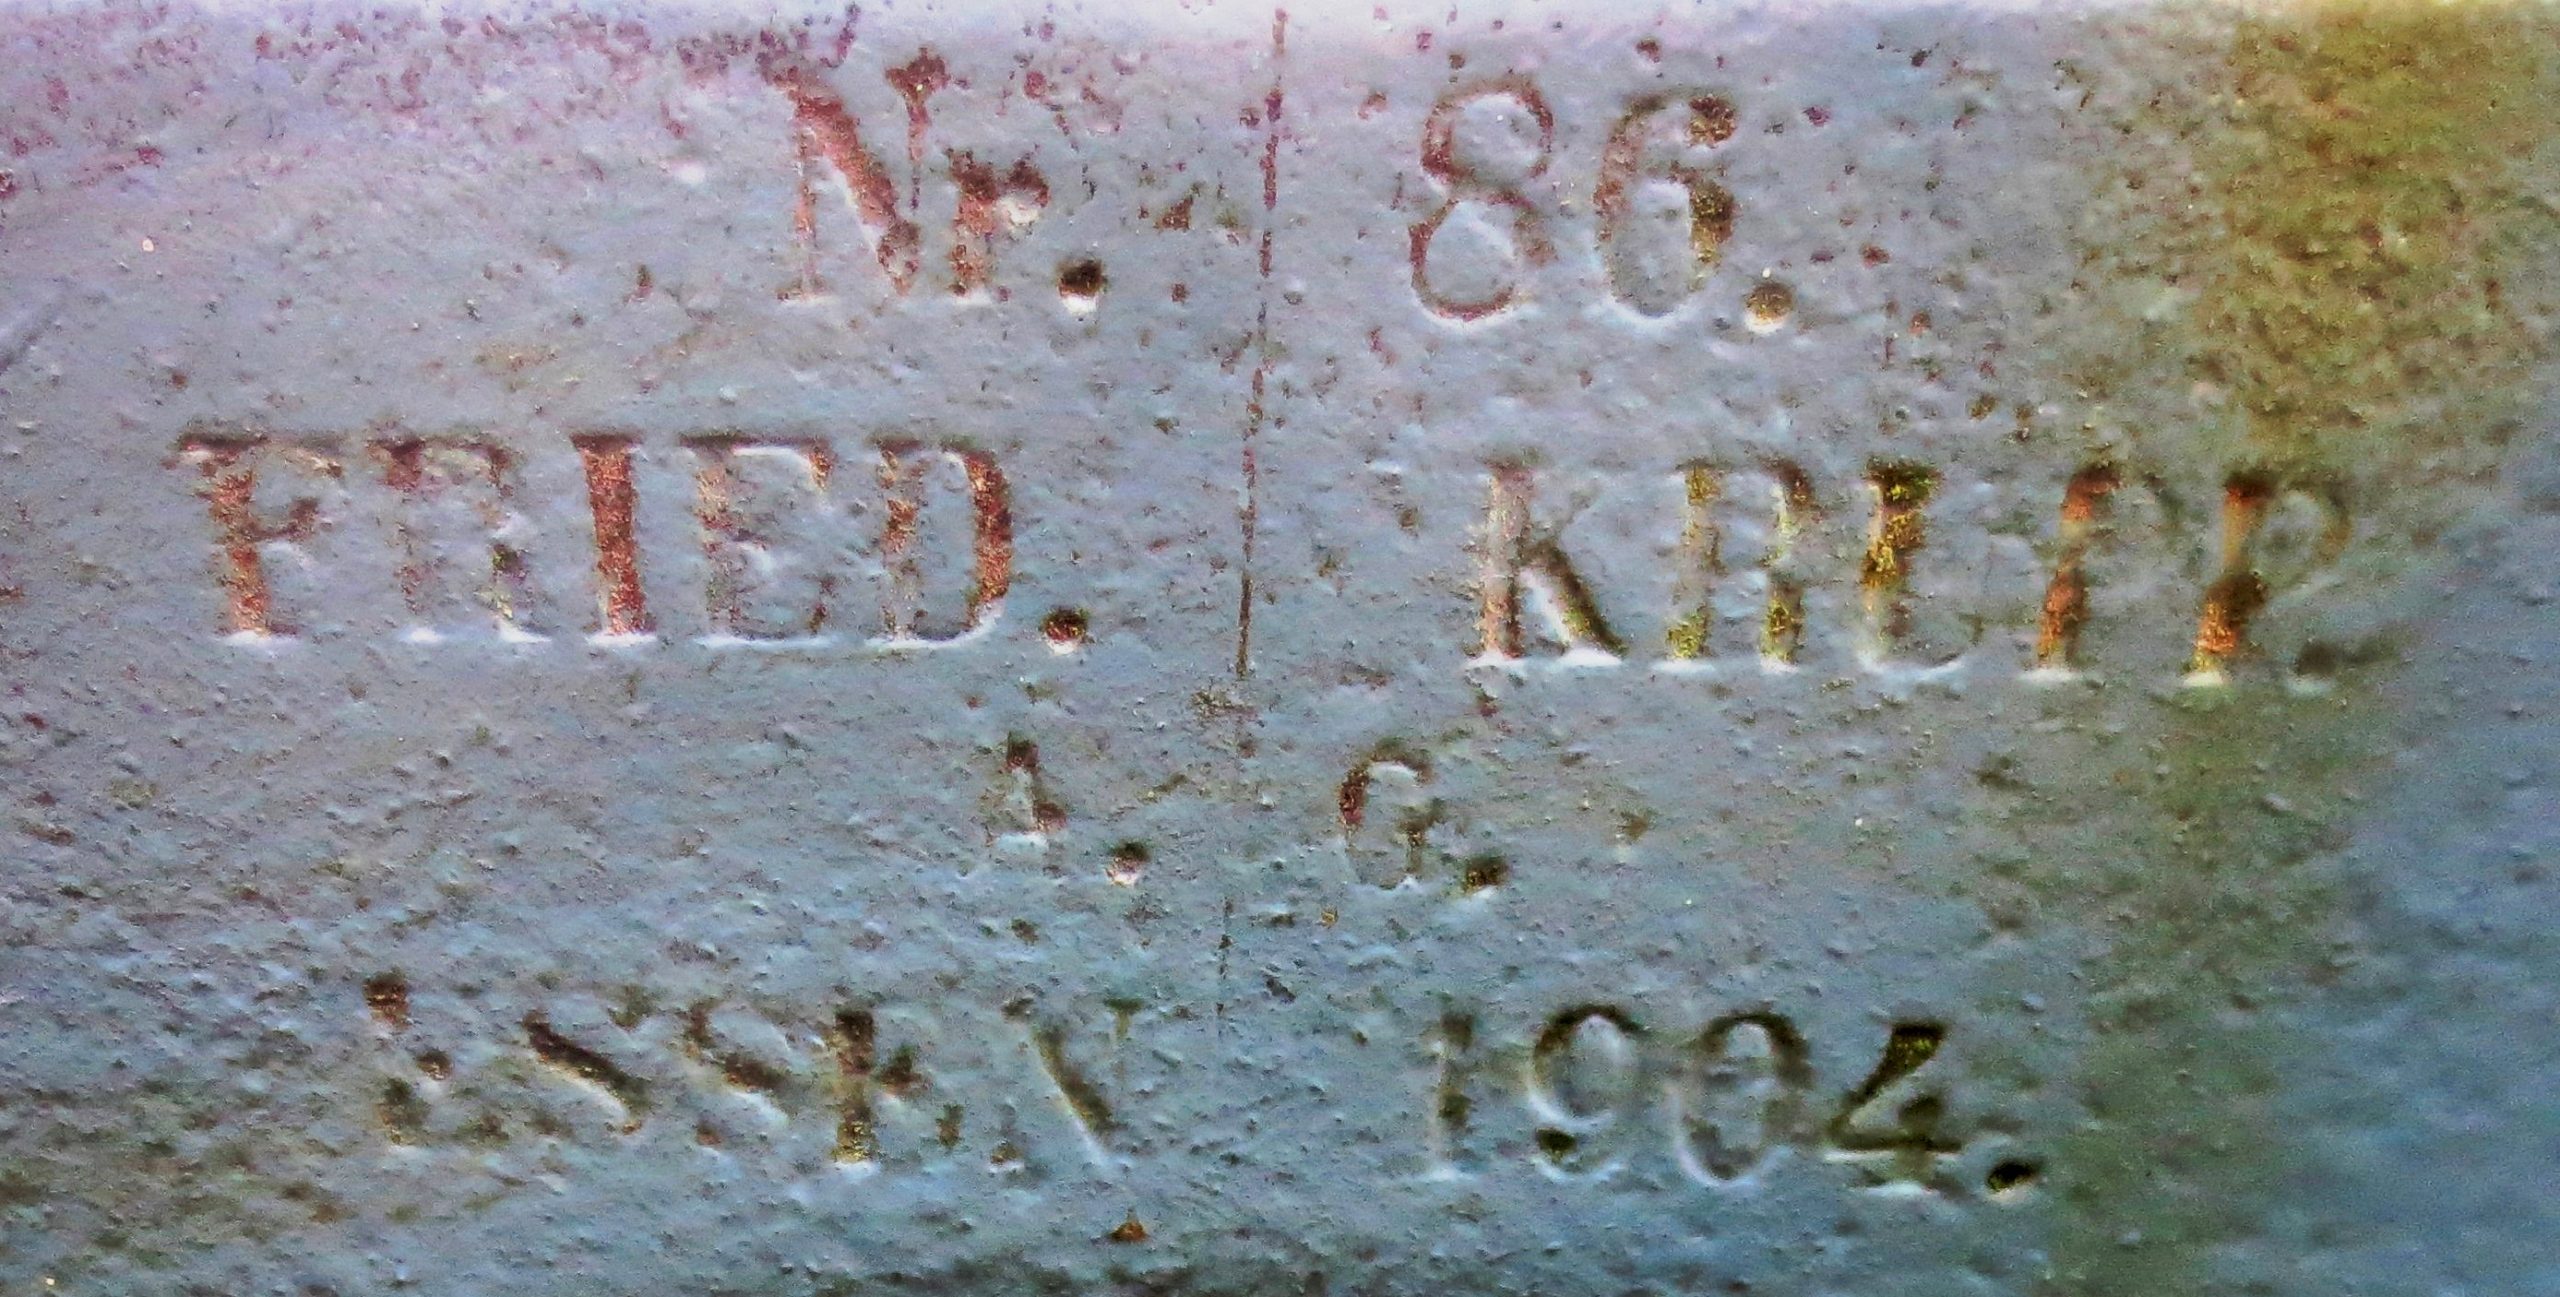 Nr. 86.
FRIED. KRUPP.
A. G.
ESSEN 1904.